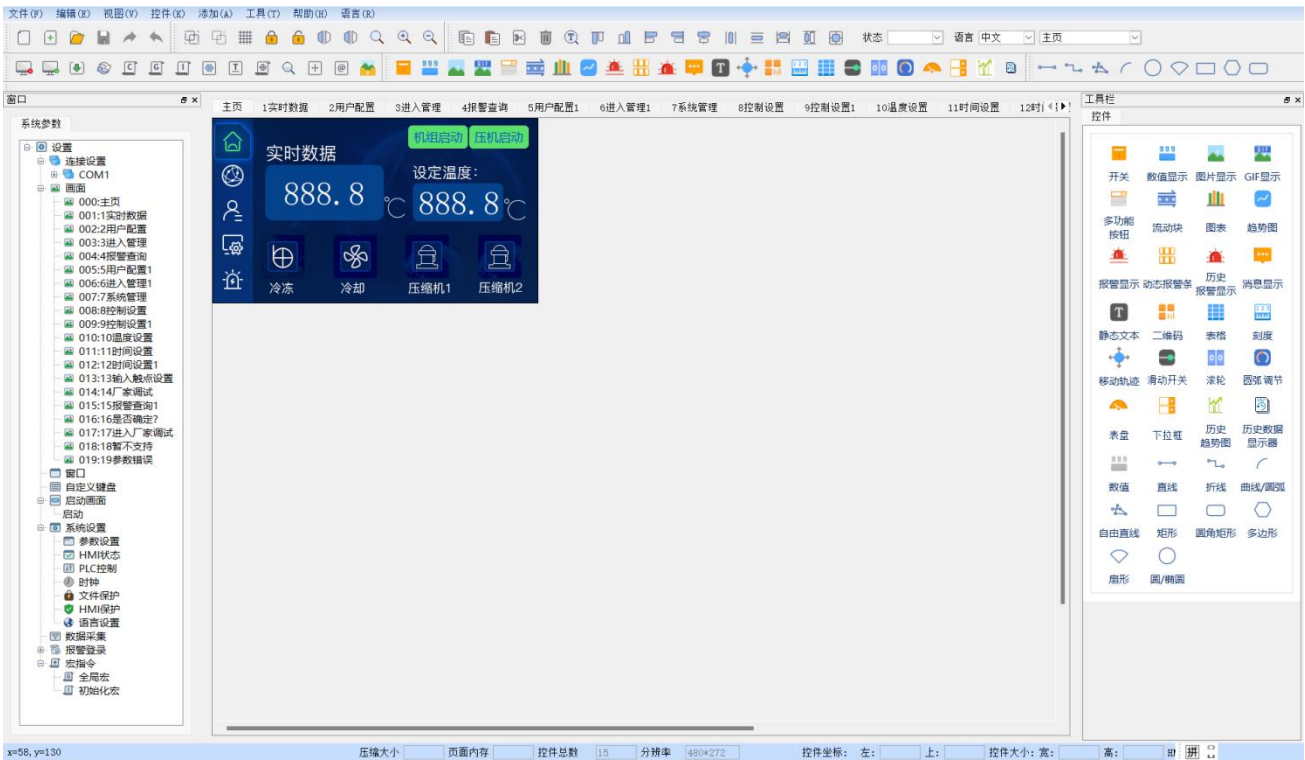 文件(F) 编辑(E) 视图(V) 控件(K) 添加(A) 工具(T) 帮助(H) 语言(R)
状态 语言 中文 主页
窗口
系统参数
设置
连接设置
COM1
画面
000:主页
001:1实时数据
002:2用户配置
003:3进入管理
004:4报警查询
005:5用户配置1
006:6进入管理1
007:7系统管理
008:8控制设置
009:9控制设置1
010:10温度设置
011:11时间设置
012:12时间设置1
013:13输入触点设置
014:14厂家调试
015:15报警查询1
016:16是否确定?
017:17进入厂家调试
018:18暂不支持
019:19参数错误
窗口
自定义键盘
启动画面
启动
系统设置
参数设置
HMI状态
PLC控制
时钟
文件保护
HMI保护
语言设置
数据采集
报警登录
宏指令
全局宏
初始化宏
主页 1实时数据 2用户配置 3进入管理 4报警查询 5用户配置1 6进入管理1 7系统管理 8控制设置 9控制设置1 10温度设置 11时间设置 12时
机组启动 压机启动
实时数据
设定温度:
888.8 ℃ 888.8 ℃
冷冻 冷却 压缩机1 压缩机2
工具栏
控件
开关 数值显示 图片显示 GIF显示
多功能按钮 流动块 图表 趋势图
报警显示 动态报警条 历史报警显示 消息显示
静态文本 二维码 表格 刻度
移动轨迹 滑动开关 滚轮 圆弧调节
表盘 下拉框 历史趋势图 历史数据显示器
数值 直线 折线 曲线/圆弧
自由直线 矩形 圆角矩形 多边形
扇形 圆/椭圆
x=58, y=130 压缩大小 页面内存 控件总数 15 分辨率 480*272 控件坐标: 左: 上: 控件大小: 宽: 高: 拼